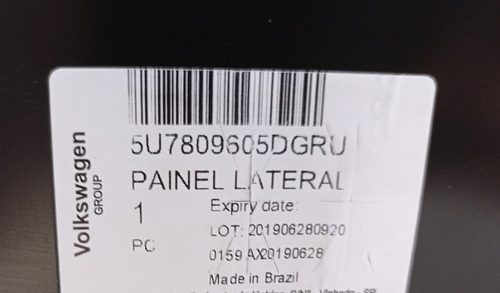 Volkswagen
GROUP
5U7809605DGRU
PAINEL LATERAL
1
Expiry date:
PC
LOT: 201906280920
0159 AX20190628
Made in Brazil